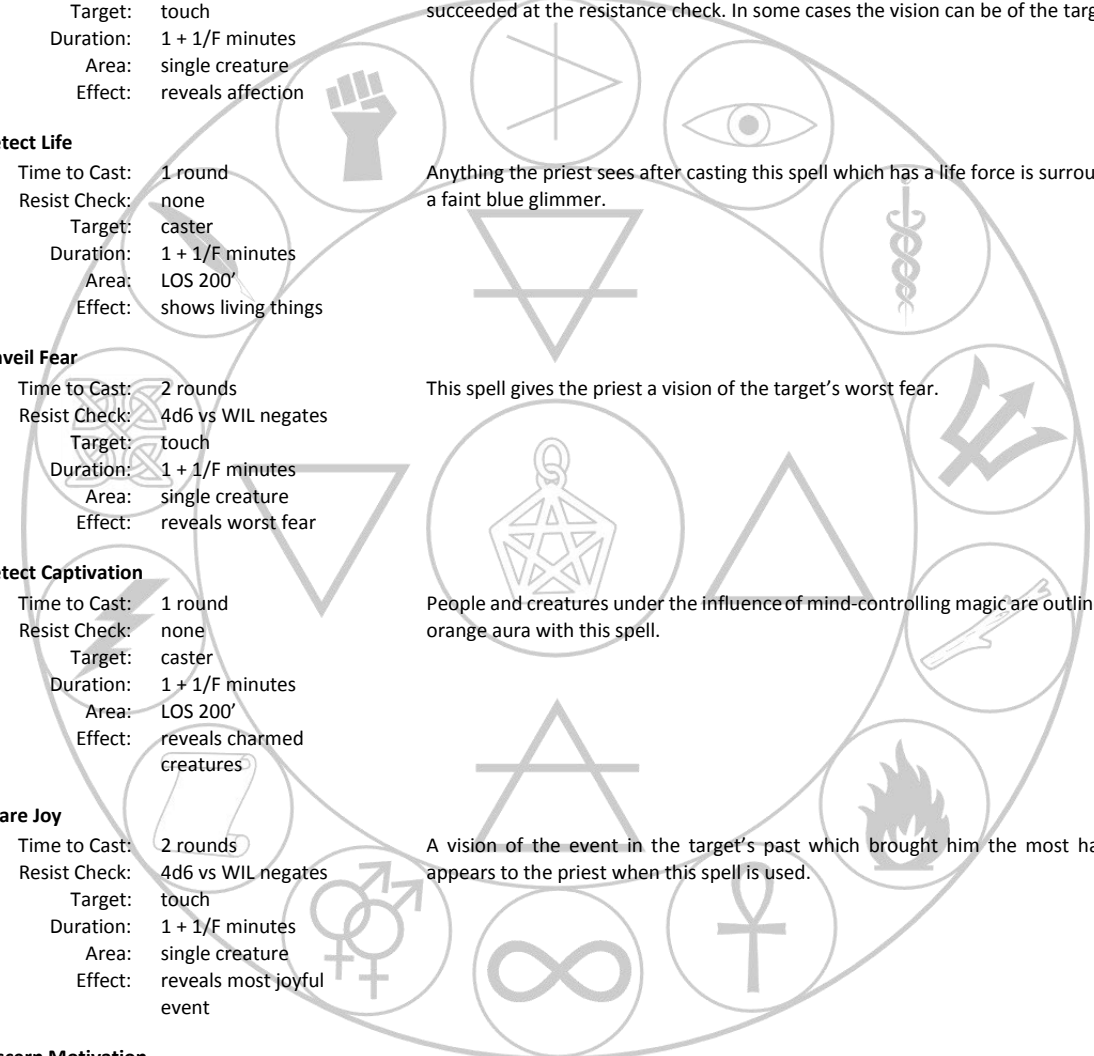 Target: touch
succeeded at the resistance check. In some cases the vision can be of the targ
Duration: 1 + 1/F minutes
Area: single creature
Effect: reveals affection
tect Life
Time to Cast: 1 round
Anything the priest sees after casting this spell which has a life force is surrou
Resist Check: none
a faint blue glimmer.
Target: caster
Duration: 1 + 1/F minutes
Area: LOS 200’
Effect: shows living things
veil Fear
Time to Cast: 2 rounds
This spell gives the priest a vision of the target’s worst fear.
Resist Check: 4d6 vs WIL negates
Target: touch
Duration: 1 + 1/F minutes
Area: single creature
Effect: reveals worst fear
tect Captivation
Time to Cast: 1 round
People and creatures under the influence of mind-controlling magic are outlin
Resist Check: none
orange aura with this spell.
Target: caster
Duration: 1 + 1/F minutes
Area: LOS 200’
Effect: reveals charmed
creatures
are Joy
Time to Cast: 2 rounds
A vision of the event in the target’s past which brought him the most ha
Resist Check: 4d6 vs WIL negates
appears to the priest when this spell is used.
Target: touch
Duration: 1 + 1/F minutes
Area: single creature
Effect: reveals most joyful
event